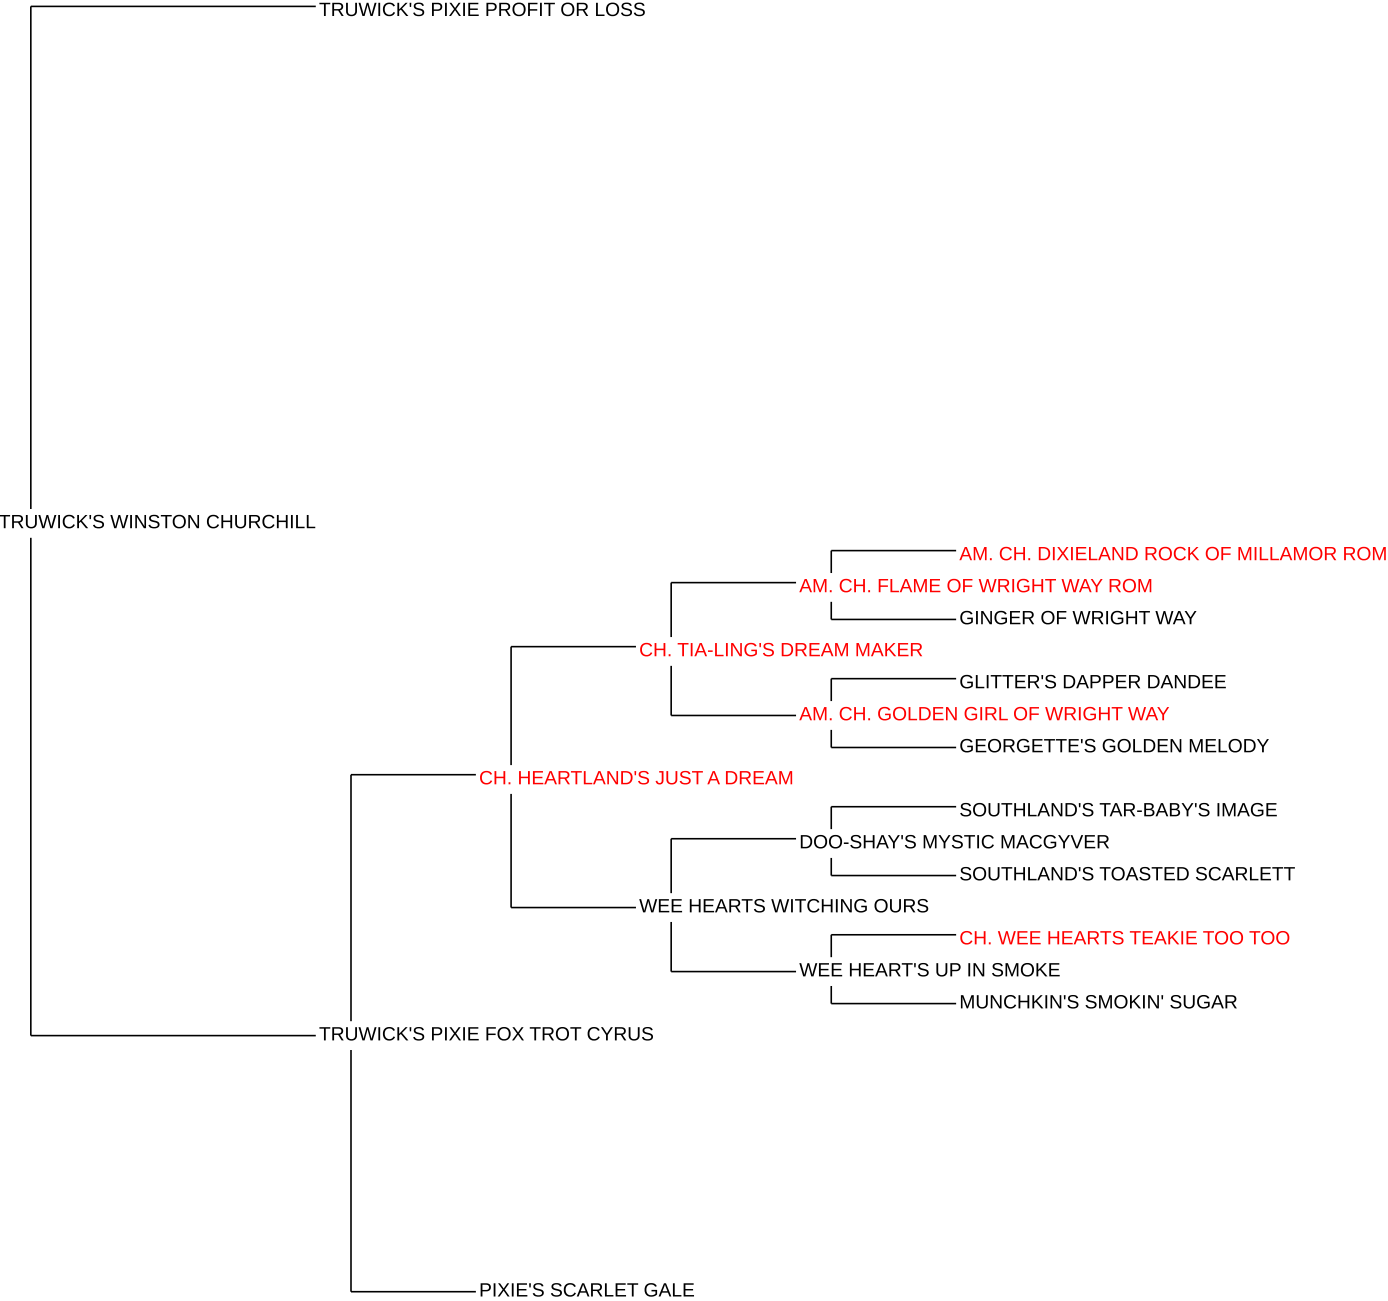 TRUWICK'S PIXIE PROFIT OR LOSS
TRUWICK'S WINSTON CHURCHILL
AM. CH. DIXIELAND ROCK OF MILLAMOR ROM
AM. CH. FLAME OF WRIGHT WAY ROM
GINGER OF WRIGHT WAY
CH. TIA-LING'S DREAM MAKER
GLITTER'S DAPPER DANDEE
AM. CH. GOLDEN GIRL OF WRIGHT WAY
GEORGETTE'S GOLDEN MELODY
CH. HEARTLAND'S JUST A DREAM
SOUTHLAND'S TAR-BABY'S IMAGE
DOO-SHAY'S MYSTIC MACGYVER
SOUTHLAND'S TOASTED SCARLETT
WEE HEARTS WITCHING OURS
CH. WEE HEARTS TEAKIE TOO TOO
WEE HEART'S UP IN SMOKE
MUNCHKIN'S SMOKIN' SUGAR
TRUWICK'S PIXIE FOX TROT CYRUS
PIXIE'S SCARLET GALE